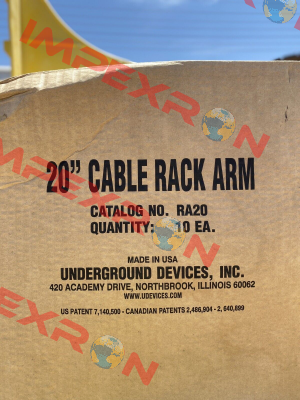 IMPEXRON
20" CABLE RACK ARM
CATALOG NO. RA20
QUANTITY: 10 EA.
MADE IN USA
UNDERGROUND DEVICES, INC.
420 ACADEMY DRIVE, NORTHBROOK, ILLINOIS 60062
WWW.UDEVICES.COM
US PATENT 7,140,500 - CANADIAN PATENTS 2,486,904 - 2,640,899